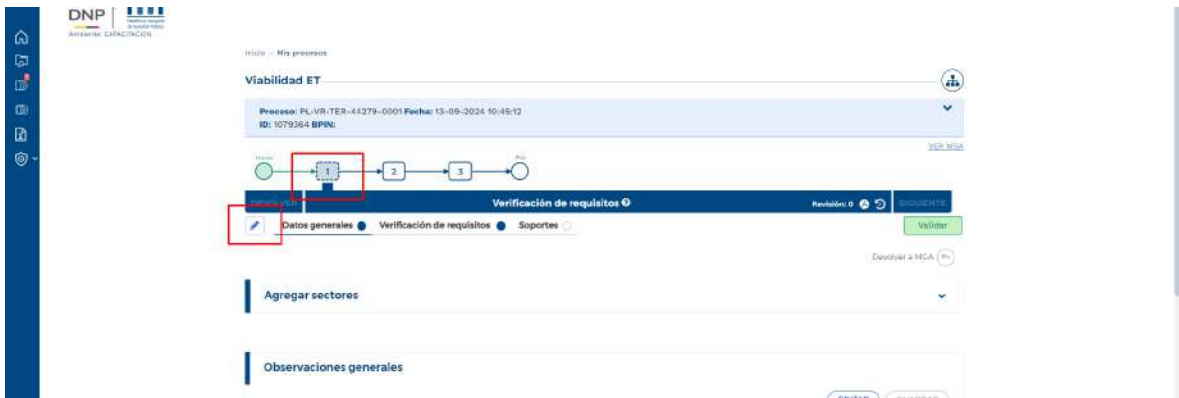 DNP
Ambiente: CAPACITACIÓN
Inicio > Mis procesos
Viabilidad ET
Proceso: PL-VR-TER-44279-0001 Fecha: 13-09-2024 10:45:12
ID: 1079364 BPIN:
VER MGA
Inicio 1 2 3 Fin
DEVOLVER Verificación de requisitos Revisión: 0 SIGUIENTE
Datos generales Verificación de requisitos Soportes Validar
Devolver a MGA
Agregar sectores
Observaciones generales
EDITAR GUARDAR